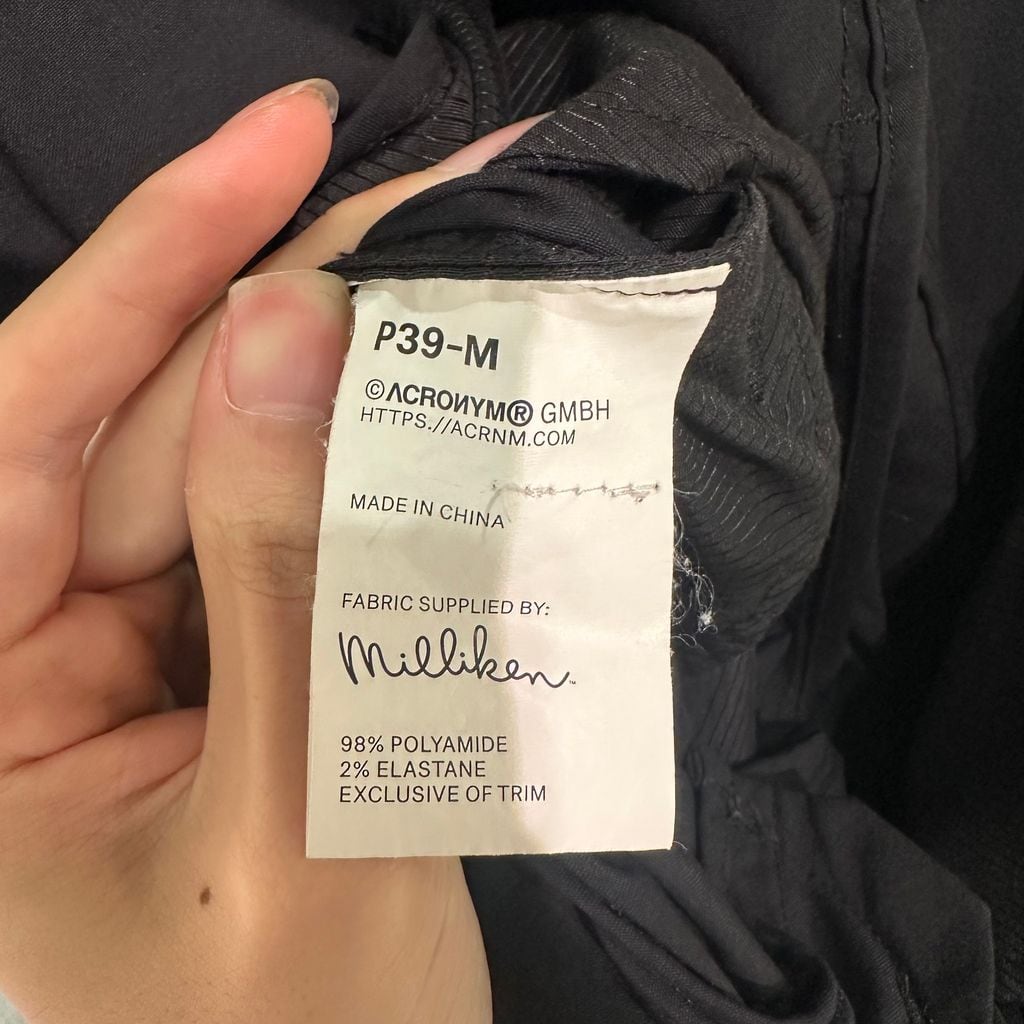 P39-M
©ACRONYM® GMBH
HTTPS://ACRNM.COM
MADE IN CHINA
FABRIC SUPPLIED BY:
Milliken™
98% POLYAMIDE
2% ELASTANE
EXCLUSIVE OF TRIM